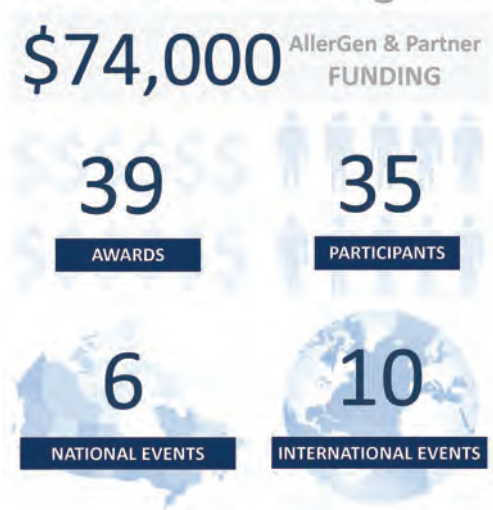 $74,000 AllerGen & Partner
FUNDING
39
AWARDS
35
PARTICIPANTS
6
NATIONAL EVENTS
10
INTERNATIONAL EVENTS